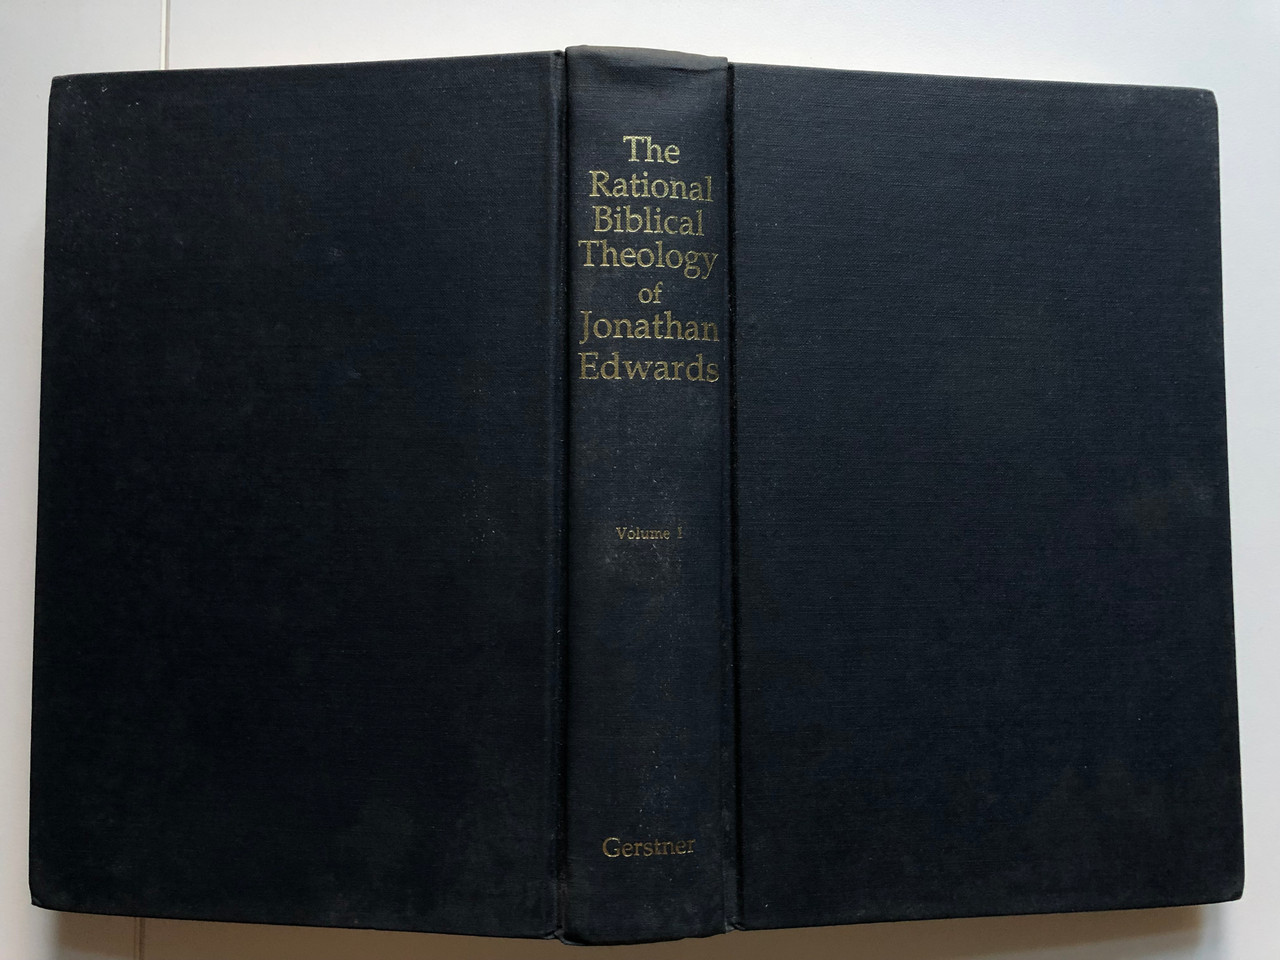 The
Rational
Biblical
Theology
of
Jonathan
Edwards
Volume 1
Gerstner